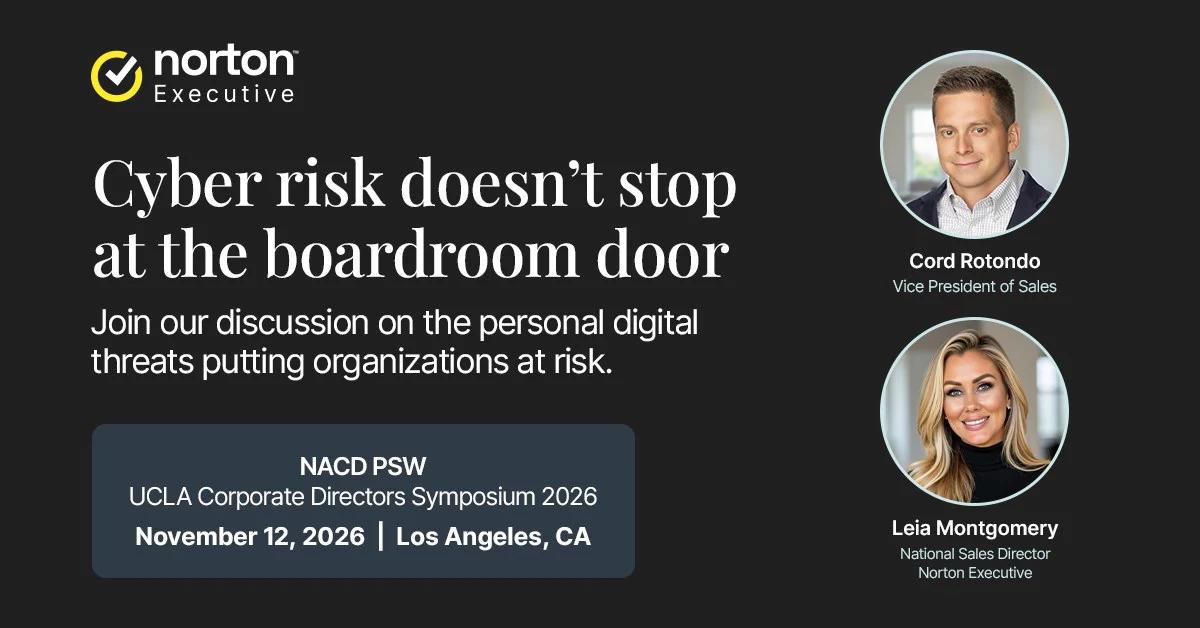 norton™
Executive
Cyber risk doesn’t stop
at the boardroom door
Join our discussion on the personal digital
threats putting organizations at risk.
NACD PSW
UCLA Corporate Directors Symposium 2026
November 12, 2026 | Los Angeles, CA
Cord Rotondo
Vice President of Sales
Leia Montgomery
National Sales Director
Norton Executive